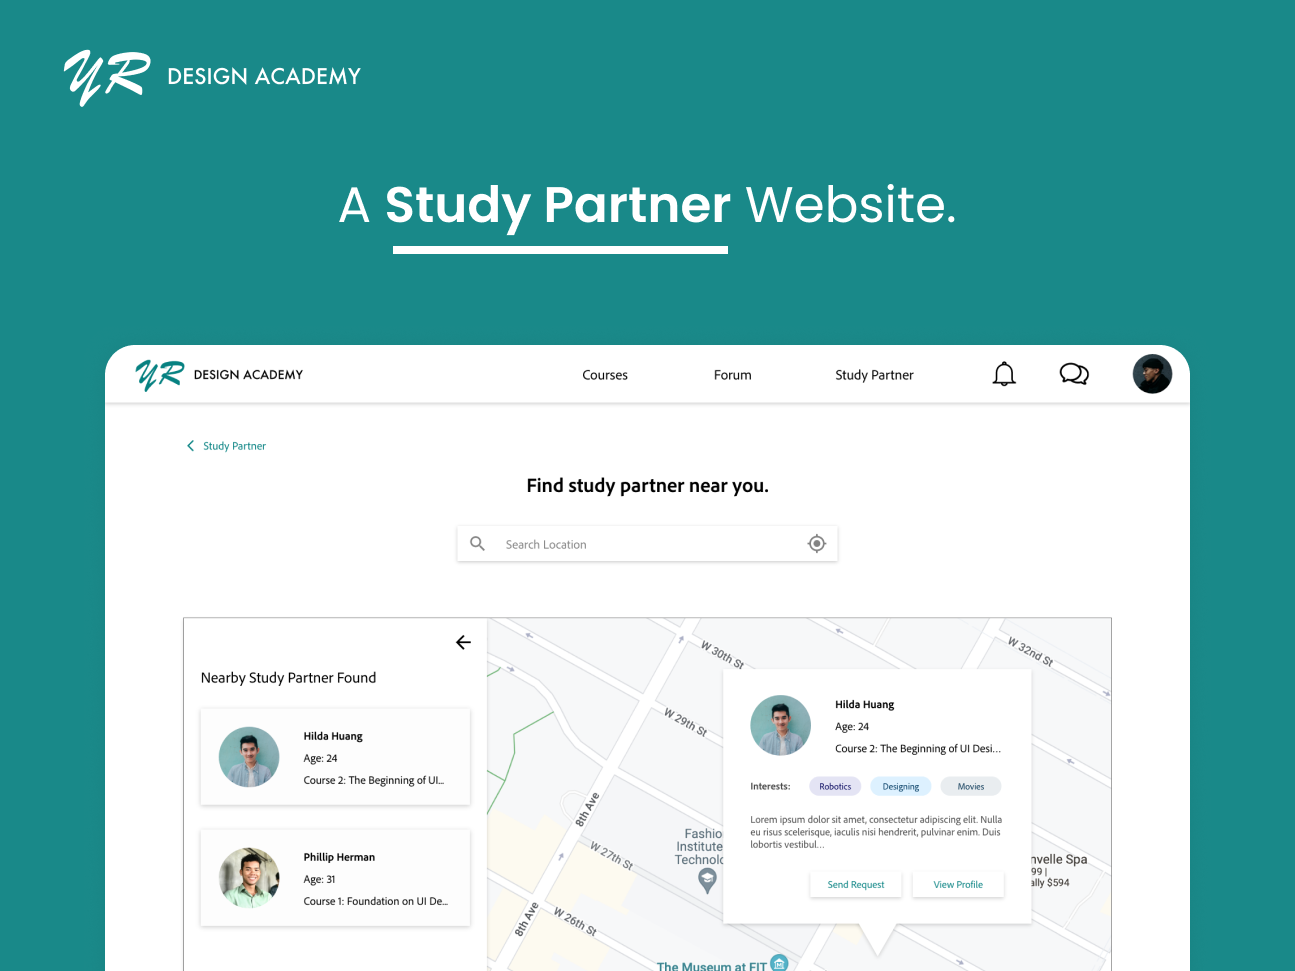 YR DESIGN ACADEMY
A Study Partner Website.
YR DESIGN ACADEMY
Courses
Forum
Study Partner
Study Partner
Find study partner near you.
Search Location
Nearby Study Partner Found
Hilda Huang
Age: 24
Course 2: The Beginning of UI...
Phillip Herman
Age: 31
Course 1: Foundation on UI De...
W 30th St
W 32nd St
W 29th St
8th Ave
W 27th St
8th Ave
W 26th St
Fashio
Institute
Technolo
The Museum at FIT
Hilda Huang
Age: 24
Course 2: The Beginning of UI Desi...
Interests:
Robotics
Designing
Movies
Lorem ipsum dolor sit amet, consectetur adipiscing elit. Nulla
eu risus scelerisque, iaculis nisi hendrerit, pulvinar enim. Duis
lobortis vestibul...
Send Request
View Profile
nvelle Spa
99 |
ally $594